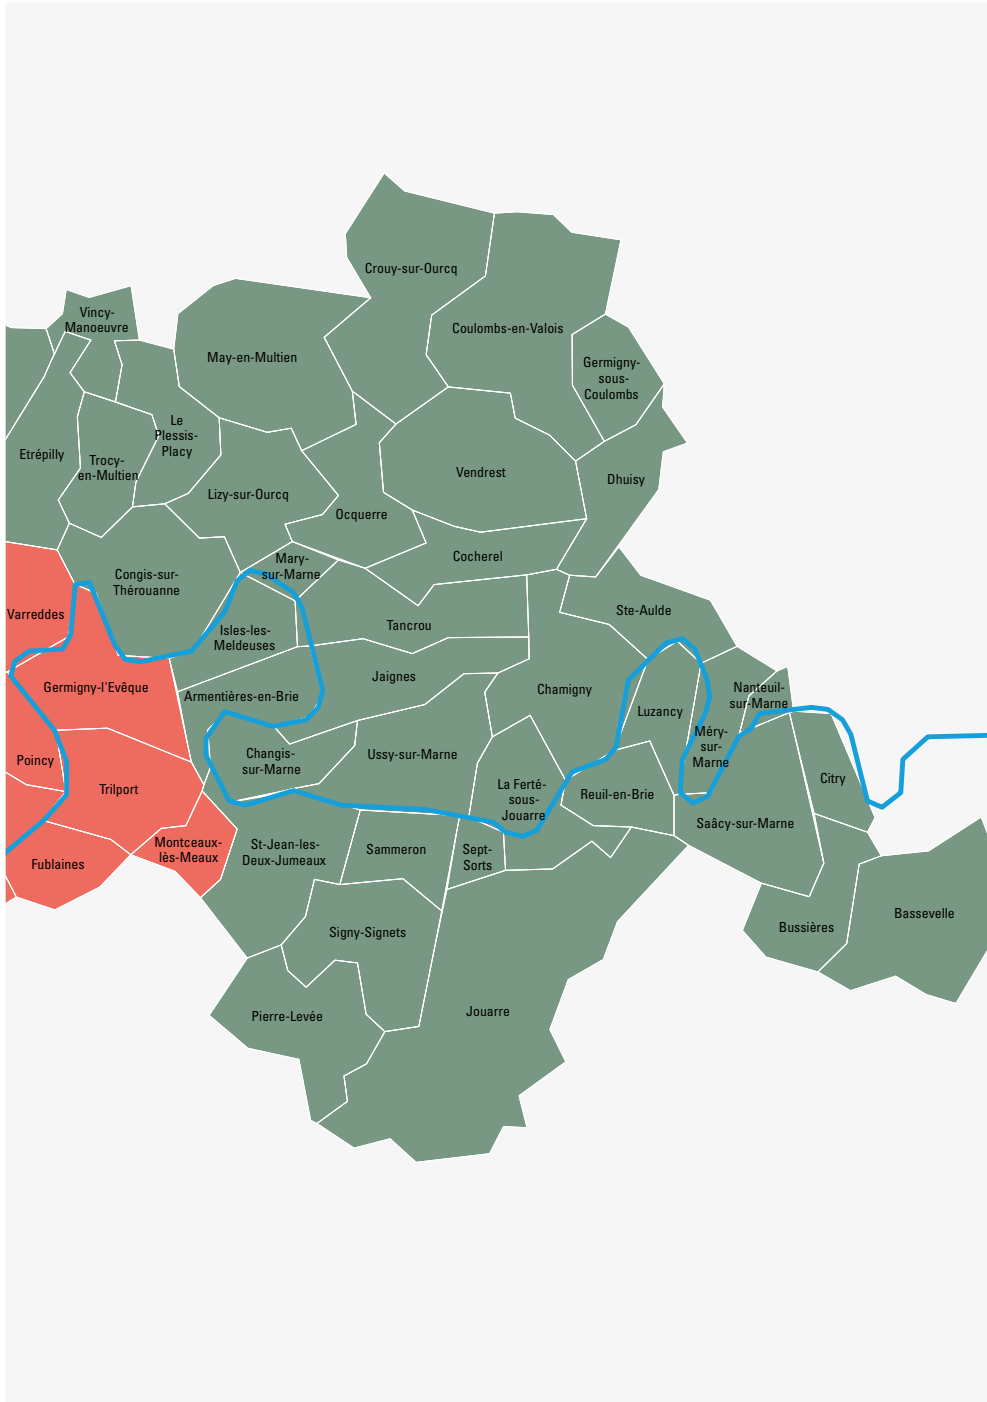 Crouy-sur-Ourcq
Vincy-
Manoeuvre
Coulombs-en-Valois
May-en-Multien
Germigny-
sous-
Coulombs
Le
Plessis-
Placy
Etrépilly
Trocy-
en-Multien
Vendrest
Dhuisy
Lizy-sur-Ourcq
Ocquerre
Cocherel
Mary-
sur-Marne
Congis-sur-
Thérouanne
Varreddes
Ste-Aulde
Tancrou
Isles-les-
Meldeuses
Jaignes
Germigny-l'Evêque
Armentières-en-Brie
Chamigny
Nanteuil-
sur-Marne
Luzancy
Méry-
sur-
Marne
Poincy
Changis-
sur-Marne
Ussy-sur-Marne
Citry
Trilport
La Ferté-
sous-
Jouarre
Reuil-en-Brie
Saâcy-sur-Marne
Montceaux-
lès-Meaux
St-Jean-les-
Deux-Jumeaux
Sammeron
Sept-
Sorts
Fublaines
Signy-Signets
Bussières
Bassevelle
Pierre-Levée
Jouarre